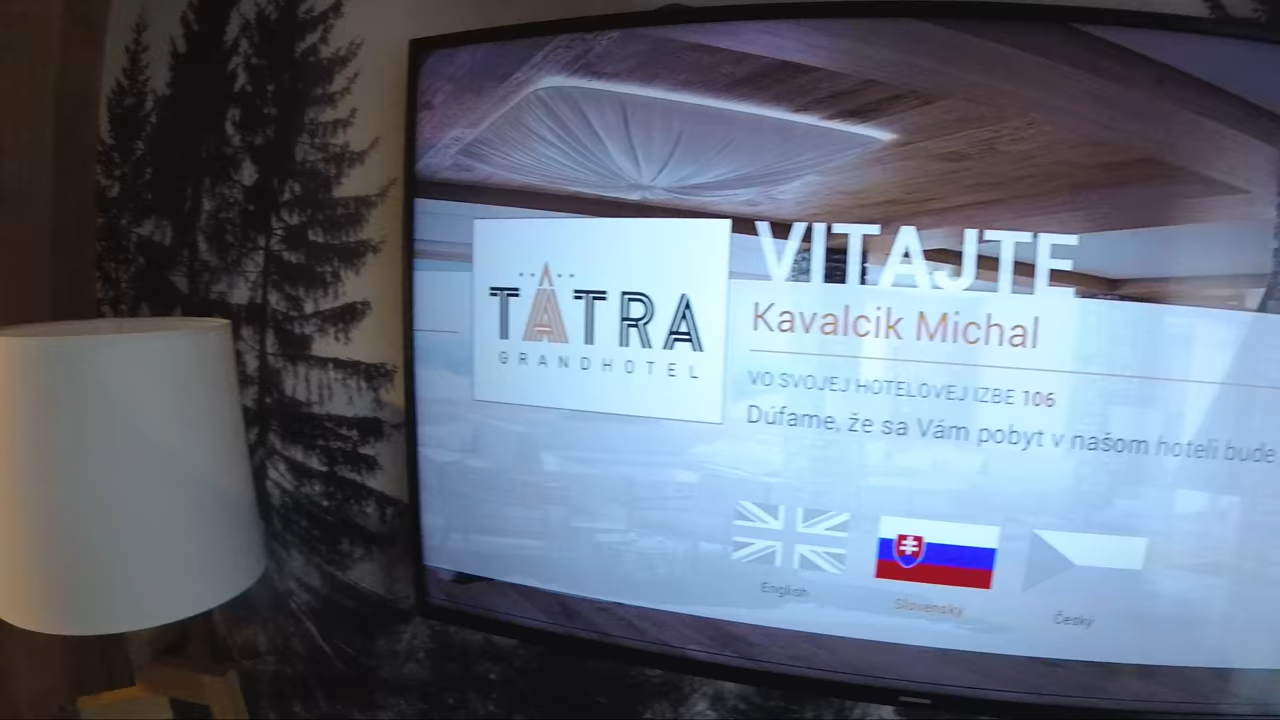 TATRA
GRANDHOTEL
VITAJTE
Kavalcik Michal
VO SVOJEJ HOTELOVEJ IZBE 106
Dúfame, že sa Vám pobyt v našom hoteli bude
English
Slovensky
Český